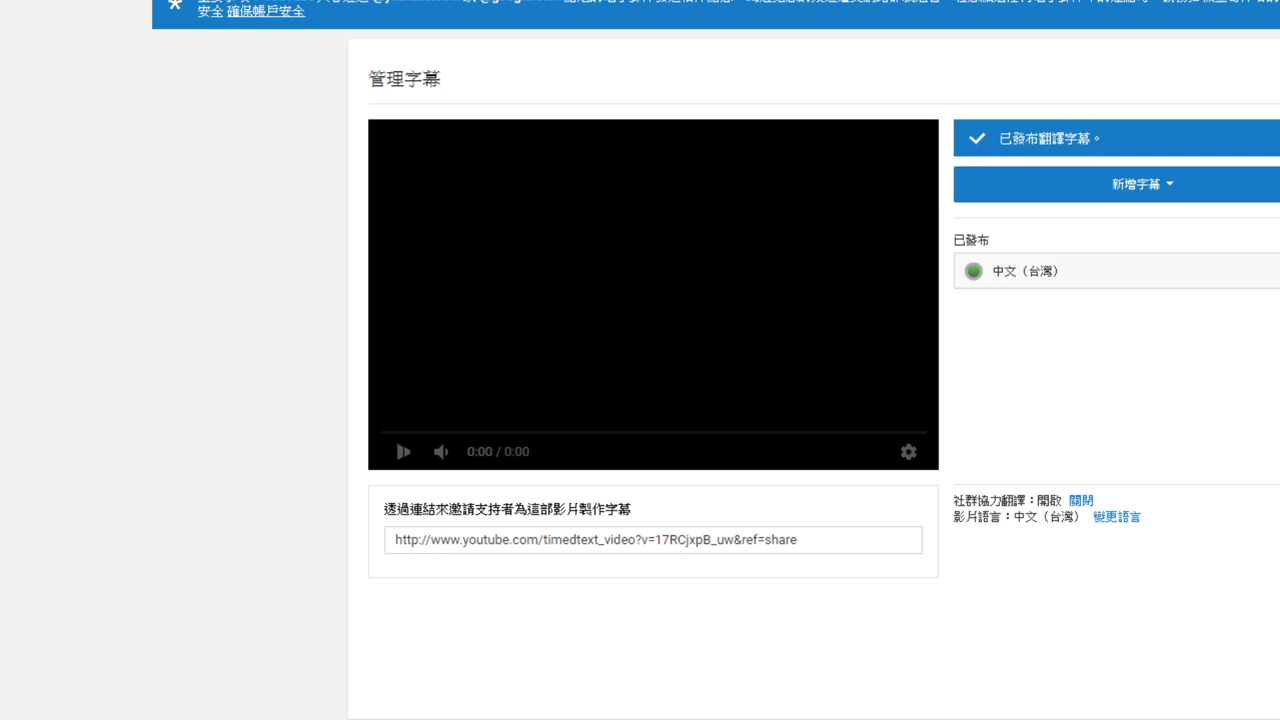 安全 確保帳戶安全
管理字幕
已發布翻譯字幕。
新增字幕
已發布
中文（台灣）
0:00 / 0:00
透過連結來邀請支持者為這部影片製作字幕
http://www.youtube.com/timedtext_video?v=17RCjxpB_uw&ref=share
社群協力翻譯：開啟 關閉
影片語言：中文（台灣） 變更語言